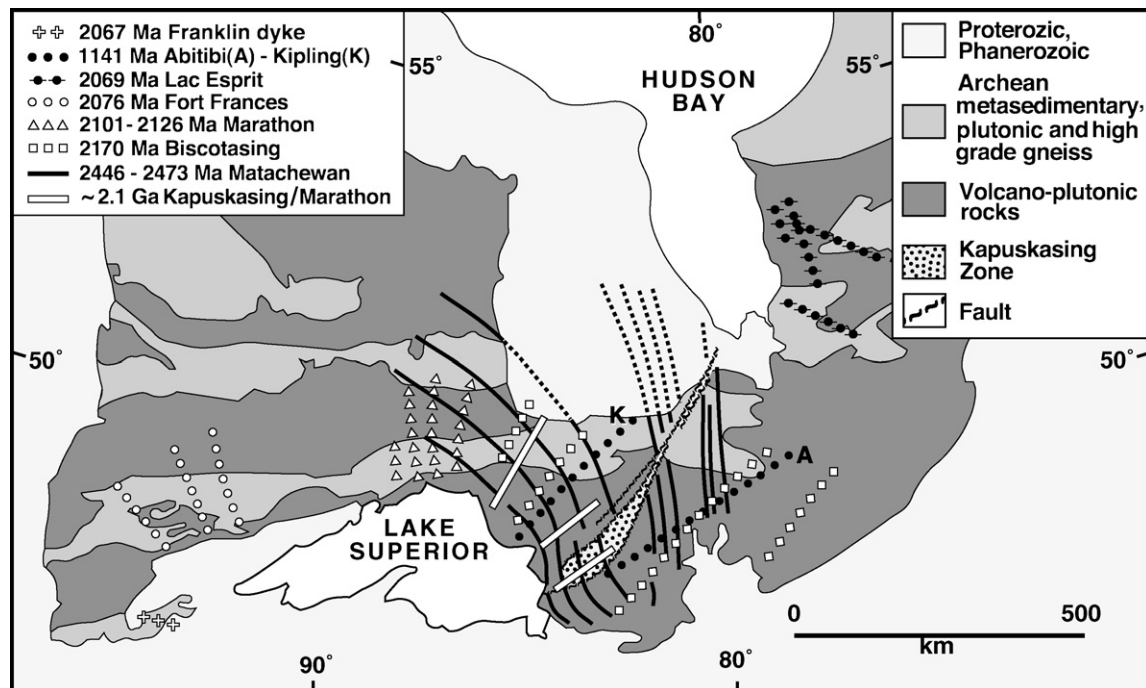 2067 Ma Franklin dyke
1141 Ma Abitibi(A) - Kipling(K)
2069 Ma Lac Esprit
2076 Ma Fort Frances
2101-2126 Ma Marathon
2170 Ma Biscotasing
2446 - 2473 Ma Matachewan
~2.1 Ga Kapuskasing/Marathon
80°
55°
55°
HUDSON
BAY
Proterozic,
Phanerozoic
Archean
metasedimentary,
plutonic and high
grade gneiss
Volcano-plutonic
rocks
Kapuskasing
Zone
Fault
50°
50°
K
A
LAKE
SUPERIOR
0
500
km
90°
80°